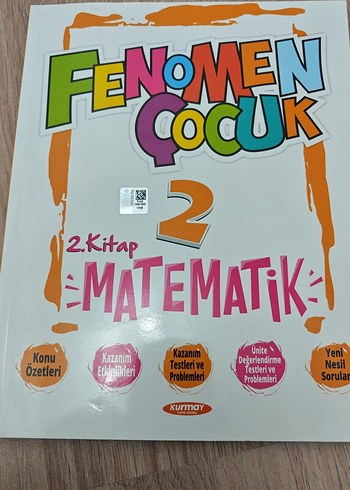 FENOMEN
ÇOCUK
2
2.Kitap
MATEMATİK
Konu
Özetleri
Kazanım
Etkinlikleri
Kazanım
Testleri ve
Problemleri
Ünite
Değerlendirme
Testleri ve
Problemleri
Yeni
Nesil
Sorular
KURMAY